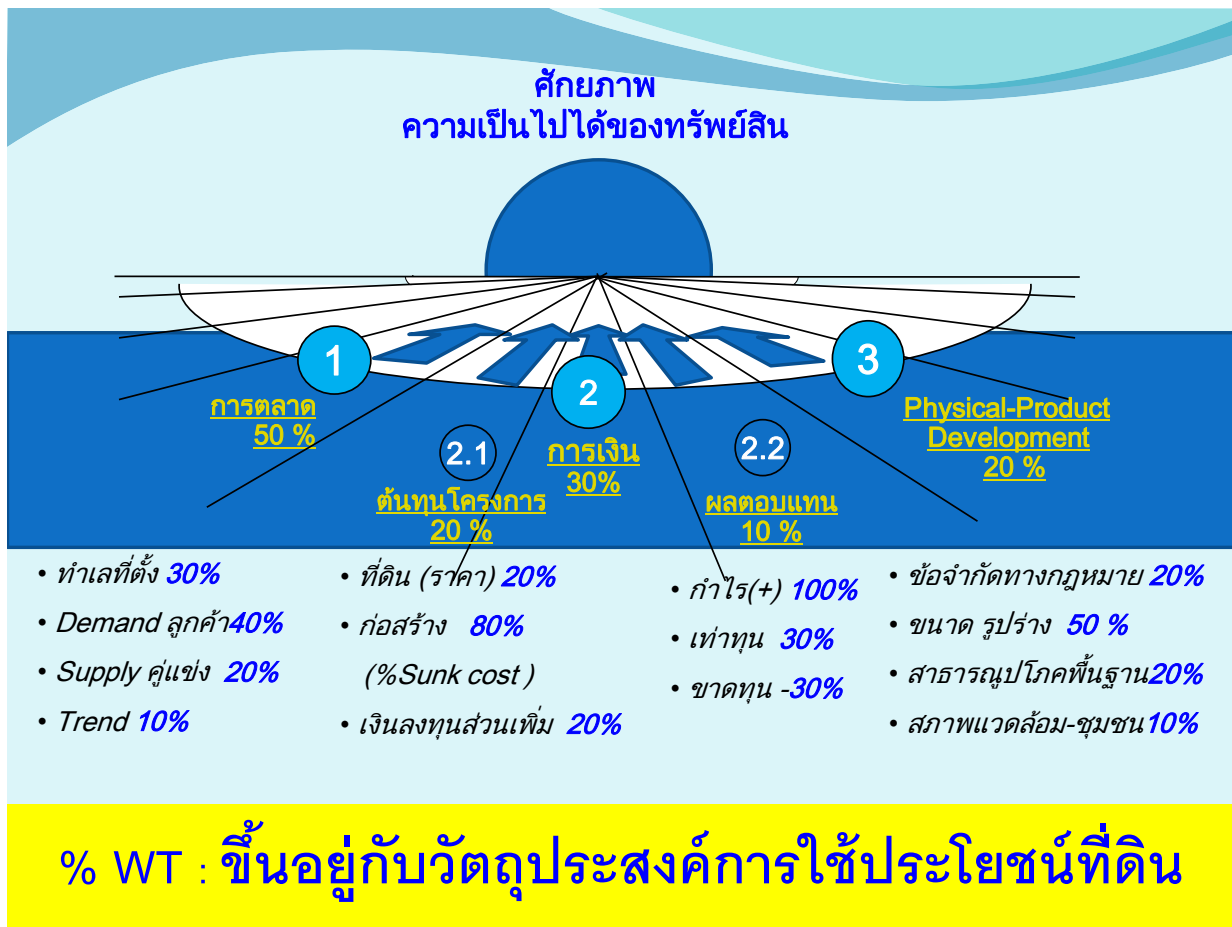 ศักยภาพ
ความเป็นไปได้ของทรัพย์สิน
1
การตลาด
50 %
2
การเงิน
30%
2.1
ต้นทุนโครงการ
20 %
2.2
ผลตอบแทน
10 %
3
Physical-Product
Development
20 %
• ทำเลที่ตั้ง 30%
• Demand ลูกค้า40%
• Supply คู่แข่ง 20%
• Trend 10%
• ที่ดิน (ราคา) 20%
• ก่อสร้าง 80%
(%Sunk cost )
• เงินลงทุนส่วนเพิ่ม 20%
• กำไร(+) 100%
• เท่าทุน 30%
• ขาดทุน -30%
• ข้อจำกัดทางกฎหมาย 20%
• ขนาด รูปร่าง 50 %
• สาธารณูปโภคพื้นฐาน20%
• สภาพแวดล้อม-ชุมชน10%
% WT : ขึ้นอยู่กับวัตถุประสงค์การใช้ประโยชน์ที่ดิน